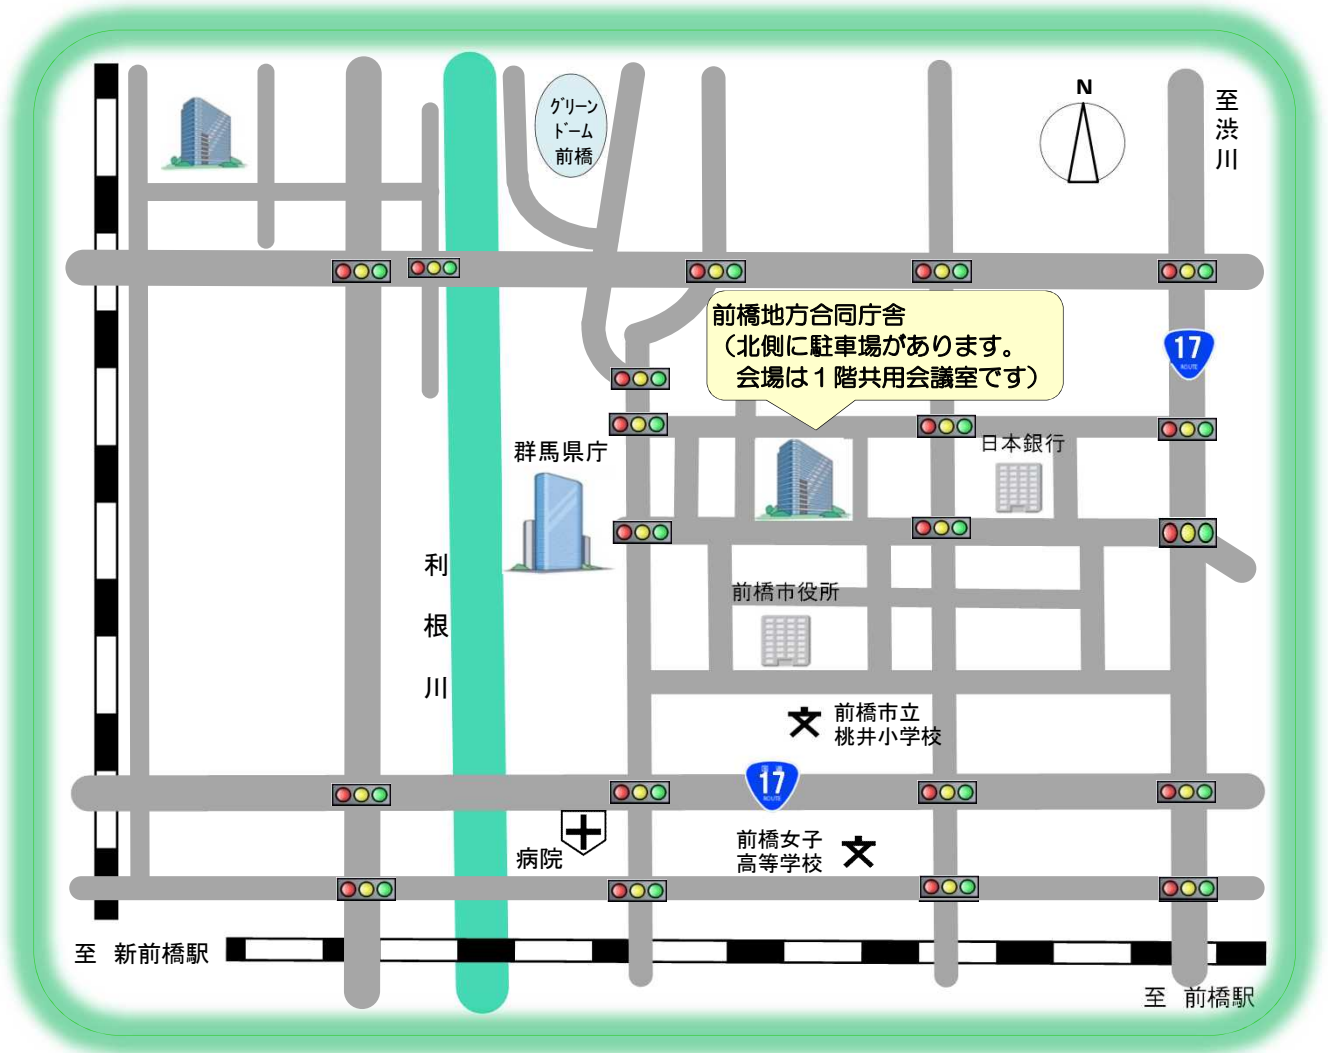 グリーン
ドーム
前橋
N
至渋川
前橋地方合同庁舎
（北側に駐車場があります。
会場は１階共用会議室です）
17
ROUTE
群馬県庁
日本銀行
利根川
前橋市役所
前橋市立
桃井小学校
国道
17
ROUTE
病院
前橋女子
高等学校
至 新前橋駅
至 前橋駅